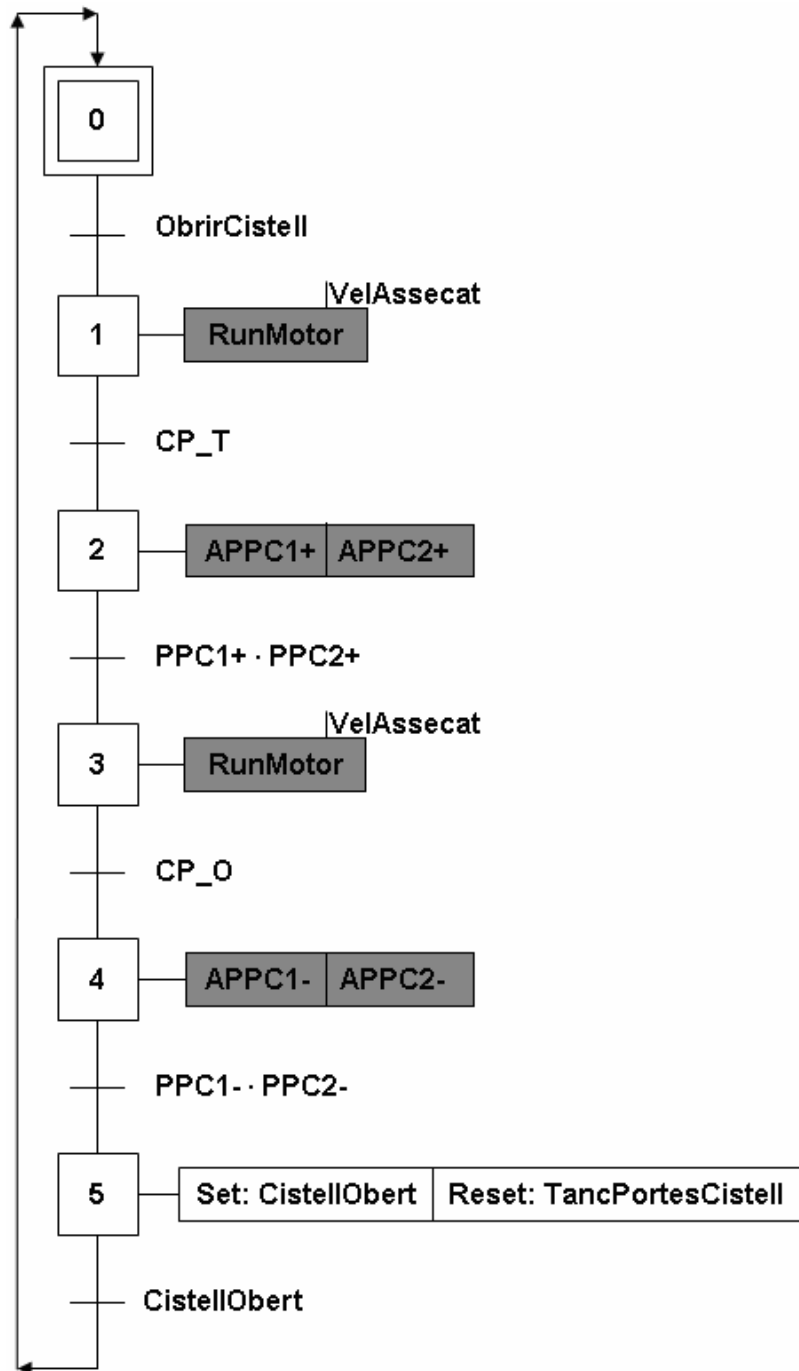 0
ObrirCistell
VelAssecat
1 RunMotor
CP_T
2 APPC1+ APPC2+
PPC1+ · PPC2+
VelAssecat
3 RunMotor
CP_O
4 APPC1- APPC2-
PPC1- · PPC2-
5 Set: CistellObert Reset: TancPortesCistell
CistellObert